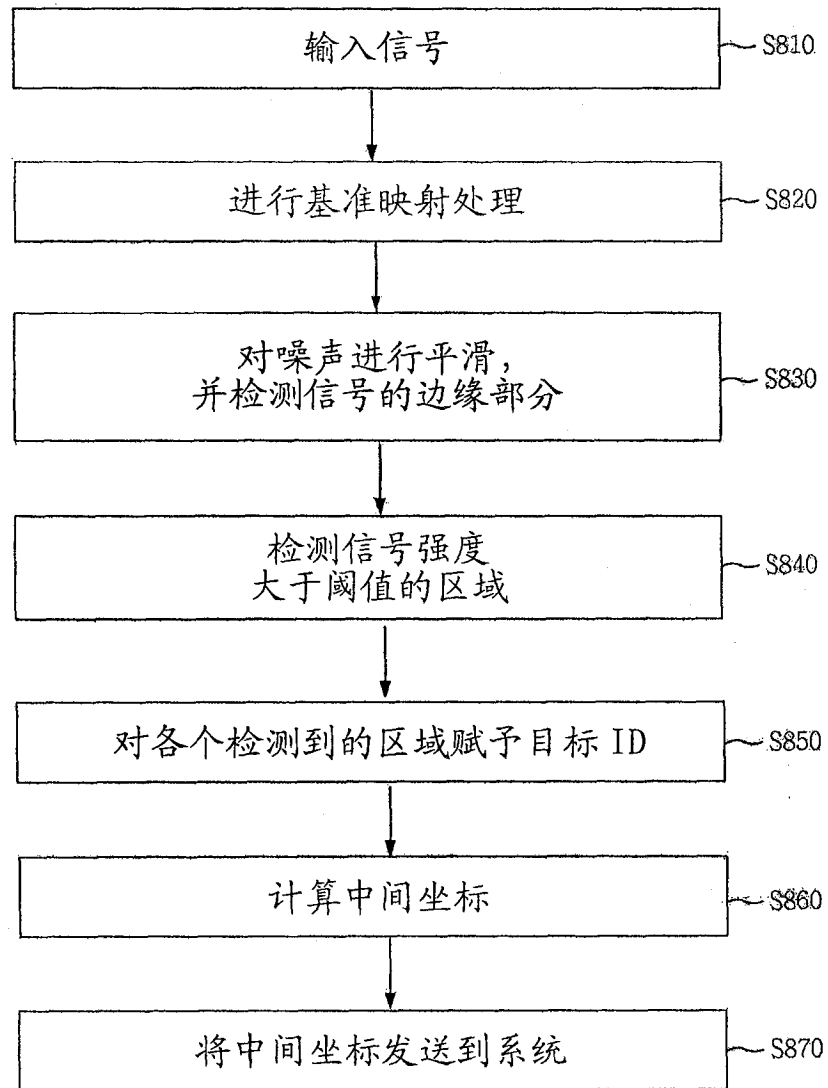 输入信号
S810
进行基准映射处理
S820
对噪声进行平滑,
并检测信号的边缘部分
S830
检测信号强度
大于阈值的区域
S840
对各个检测到的区域赋予目标 ID
S850
计算中间坐标
S860
将中间坐标发送到系统
S870